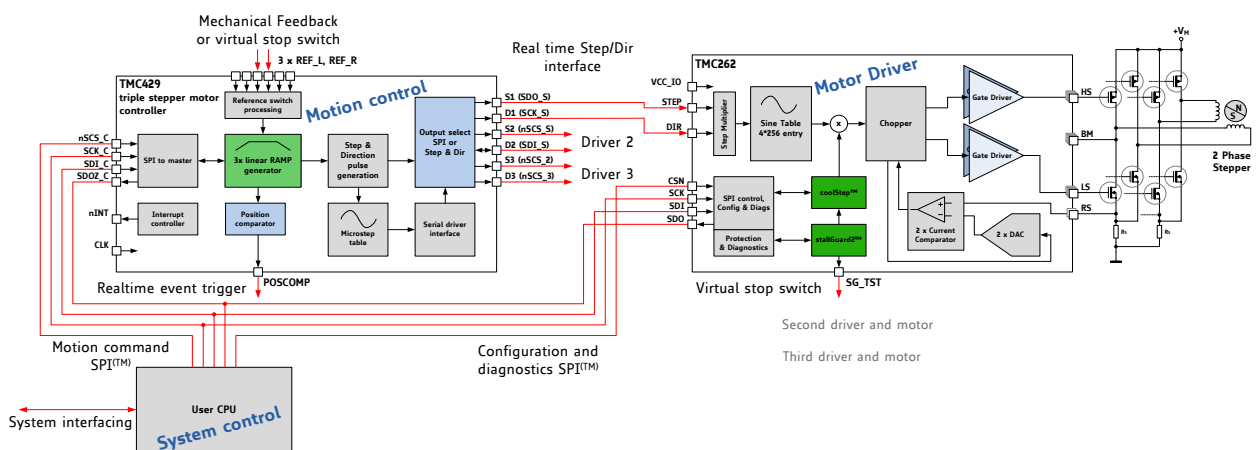 Mechanical Feedback
or virtual stop switch
3 x REF_L, REF_R
Real time Step/Dir
interface
TMC429
triple stepper motor
controller
Reference switch
processing
Motion control
nSCS_C
SCK_C
SDI_C
SDOZ_C
SPI to master
3x linear RAMP
generator
Step &
Direction
pulse
generation
Output select
SPI or
Step & Dir
S1 (SDO_S)
D1 (SCK_S)
S2 (nSCS_S)
D2 (SDI_S)
S3 (nSCS_2)
D3 (nSCS_3)
Driver 2
Driver 3
nINT
Interrupt
controller
Position
comparator
Microstep
table
Serial driver
interface
CLK
POSCOMP
Realtime event trigger
TMC262
VCC_IO
Motor Driver
STEP
DIR
Step Multiplier
Sine Table
4*256 entry
x
Chopper
Gate Driver
Gate Driver
HS
BM
LS
RS
+VM
N
S
2 Phase
Stepper
RS
RS
CSN
SCK
SDI
SDO
SPI control,
Config & Diags
Protection
& Diagnostics
coolStep™
stallGuard2™
2 x Current
Comparator
2 x DAC
SG_TST
Virtual stop switch
Second driver and motor
Third driver and motor
Motion command
SPI(TM)
Configuration and
diagnostics SPI(TM)
User CPU
System control
System interfacing